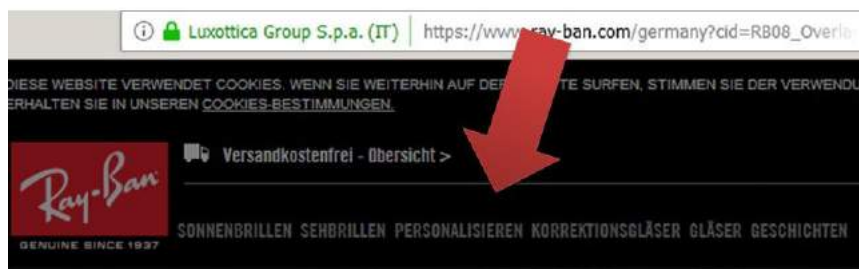 Luxottica Group S.p.a. (IT) https://www.ray-ban.com/germany?cid=RB08_Overla
DIESE WEBSITE VERWENDET COOKIES. WENN SIE WEITERHIN AUF DER TE SURFEN, STIMMEN SIE DER VERWENDU
ERHALTEN SIE IN UNSEREN COOKIES-BESTIMMUNGEN.
Versandkostenfrei - Übersicht >
Ray-Ban
GENUINE SINCE 1937
SONNENBRILLEN SEHBRILLEN PERSONALISIEREN KORREKTIONSGLÄSER GLÄSER GESCHICHTEN